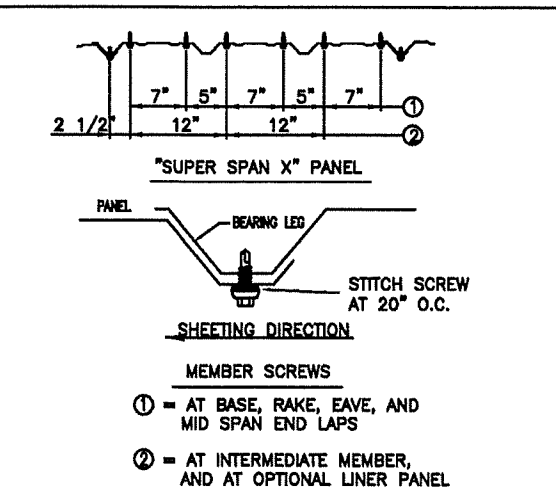 7" 5" 7" 5" 7" ①
2 1/2" 12" 12" ②
"SUPER SPAN X" PANEL
PANEL
BEARING LEG
STITCH SCREW
AT 20" O.C.
SHEETING DIRECTION
MEMBER SCREWS
① = AT BASE, RAKE, EAVE, AND
MID SPAN END LAPS
② = AT INTERMEDIATE MEMBER,
AND AT OPTIONAL LINER PANEL